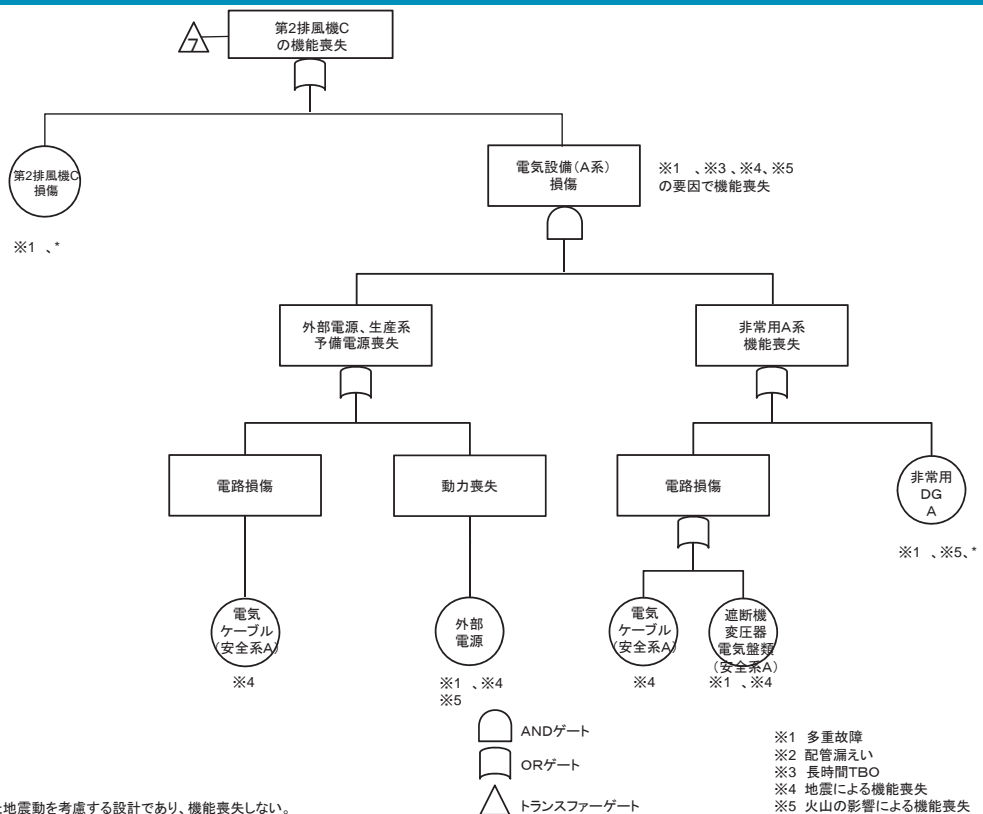 第2排風機C
の機能喪失
7
第2排風機C
損傷
※1 、*
電気設備(A系)
損傷
※1 、※3、※4、※5
の要因で機能喪失
外部電源、生産系
予備電源喪失
非常用A系
機能喪失
電路損傷
動力喪失
電路損傷
非常用
DG
A
※1 、※5、*
電気
ケーブル
(安全系A)
※4
外部
電源
※1 、※4
※5
電気
ケーブル
(安全系A)
※4
遮断機
変圧器
電気盤類
(安全系A)
※1 、※4
ANDゲート
ORゲート
トランスファーゲート
※1 多重故障
※2 配管漏えい
※3 長時間TBO
※4 地震による機能喪失
※5 火山の影響による機能喪失
地震動を考慮する設計であり、機能喪失しない。